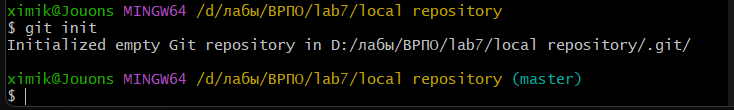 ximik@Jouons MINGW64 /d/лабы/ВРПО/lab7/local repository
$ git init
Initialized empty Git repository in D:/лабы/ВРПО/lab7/local repository/.git/
ximik@Jouons MINGW64 /d/лабы/ВРПО/lab7/local repository (master)
$